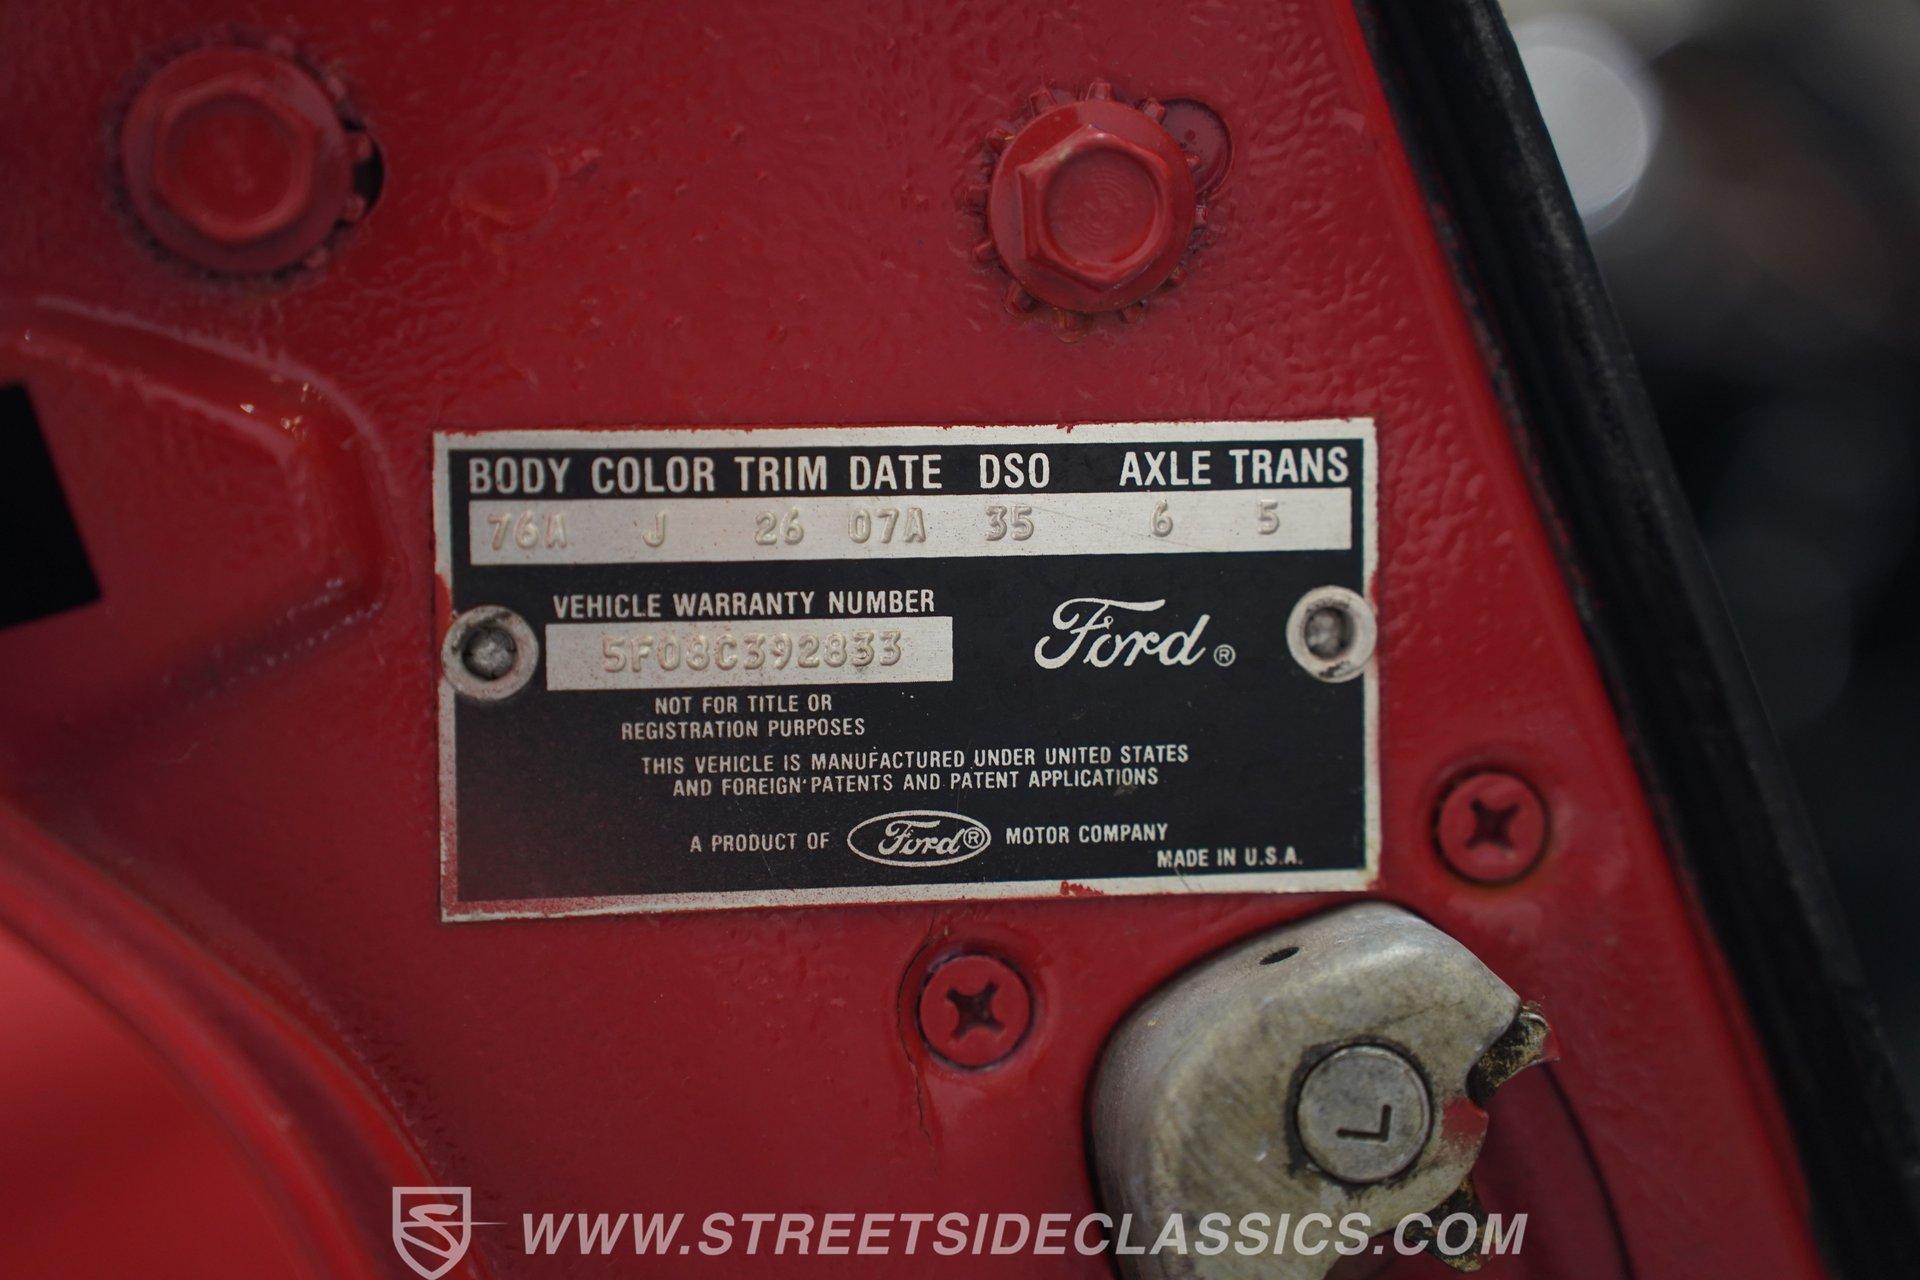 BODY COLOR TRIM DATE DSO AXLE TRANS
76A J 26 07A 35 6 5
VEHICLE WARRANTY NUMBER
5F08C392833
Ford®
NOT FOR TITLE OR
REGISTRATION PURPOSES
THIS VEHICLE IS MANUFACTURED UNDER UNITED STATES
AND FOREIGN PATENTS AND PATENT APPLICATIONS
A PRODUCT OF Ford® MOTOR COMPANY
MADE IN U.S.A.
L
WWW.STREETSIDECLASSICS.COM